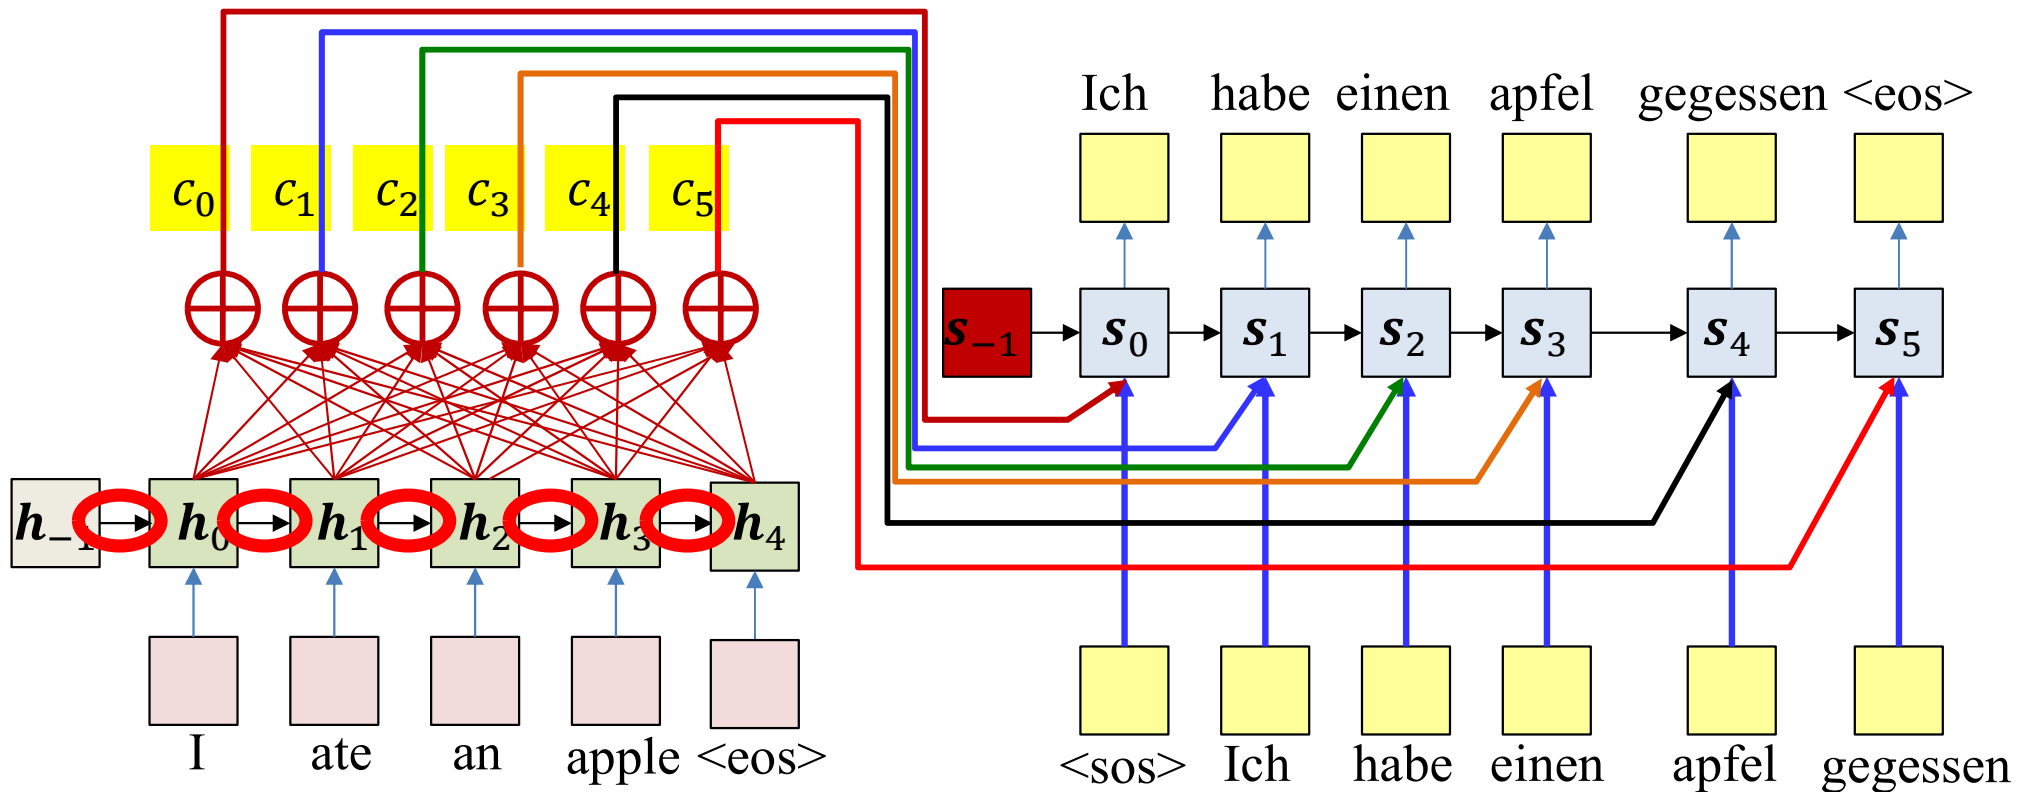 Ich habe einen apfel gegessen <eos>
c₀ c₁ c₂ c₃ c₄ c₅
s₋₁ s₀ s₁ s₂ s₃ s₄ s₅
h₋₁ h₀ h₁ h₂ h₃ h₄
I ate an apple <eos>
<sos> Ich habe einen apfel gegessen